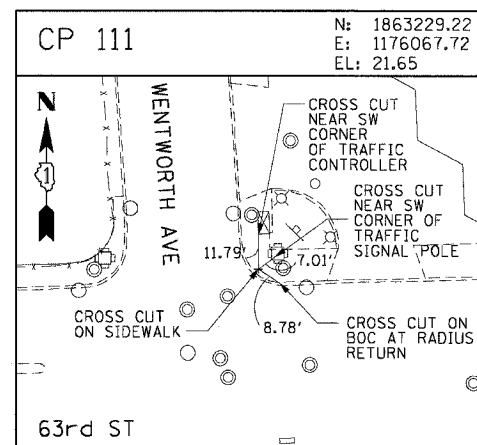 CP 111
N: 1863229.22
E: 1176067.72
EL: 21.65
N
1
WENTWORTH AVE
CROSS CUT
NEAR SW
CORNER
OF TRAFFIC
CONTROLLER
CROSS CUT
NEAR SW
CORNER OF
TRAFFIC
SIGNAL POLE
11.79'
7.01'
8.78'
CROSS CUT
ON SIDEWALK
CROSS CUT ON
BOC AT RADIUS
RETURN
63rd ST